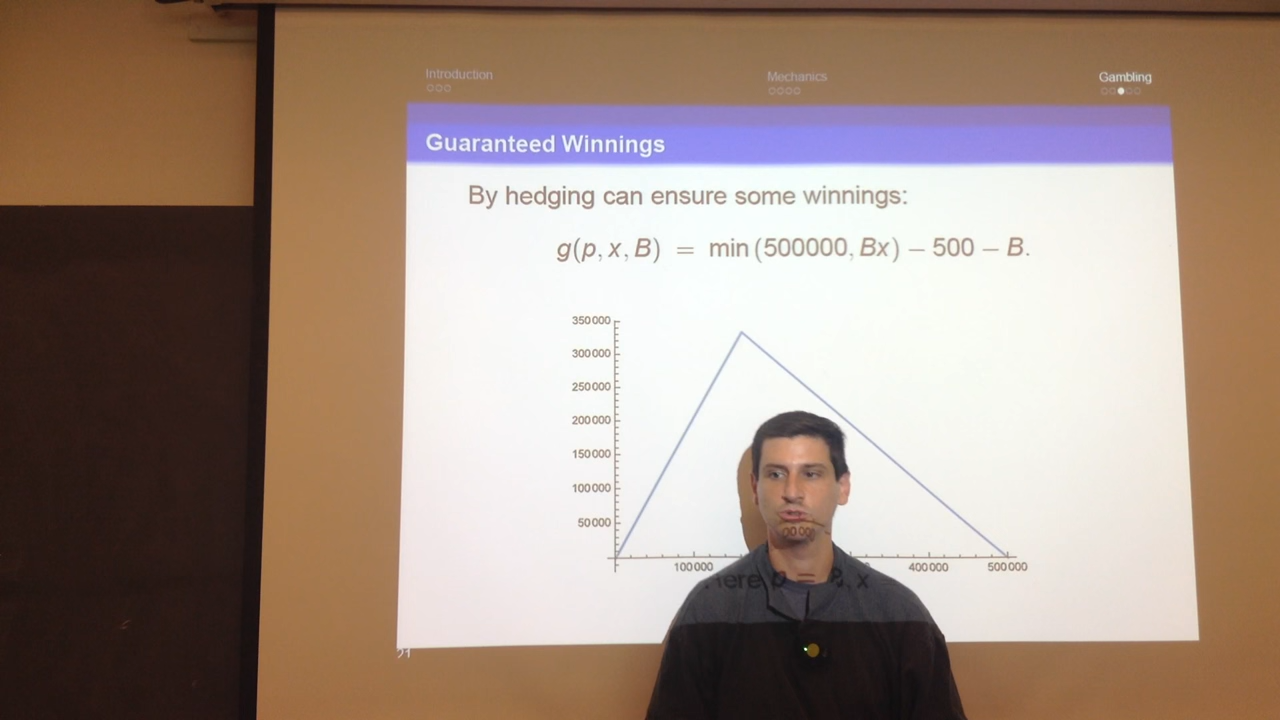 Introduction Mechanics Gambling
Guaranteed Winnings
By hedging can ensure some winnings:
g(p, x, B) = min (500000, Bx) − 500 − B.
350000
300000
250000
200000
150000
100000
50000
100000 400000 500000
x
21